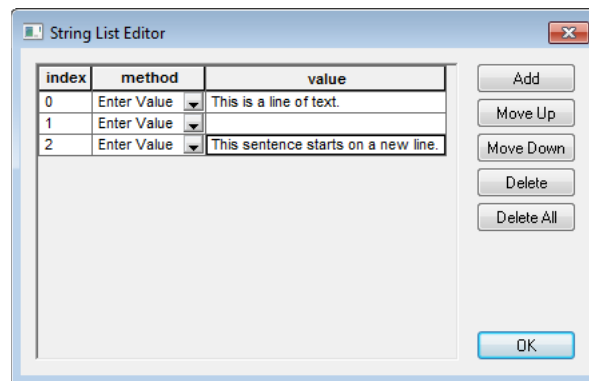 String List Editor
index method value
0 Enter Value This is a line of text.
1 Enter Value
2 Enter Value This sentence starts on a new line.
Add
Move Up
Move Down
Delete
Delete All
OK